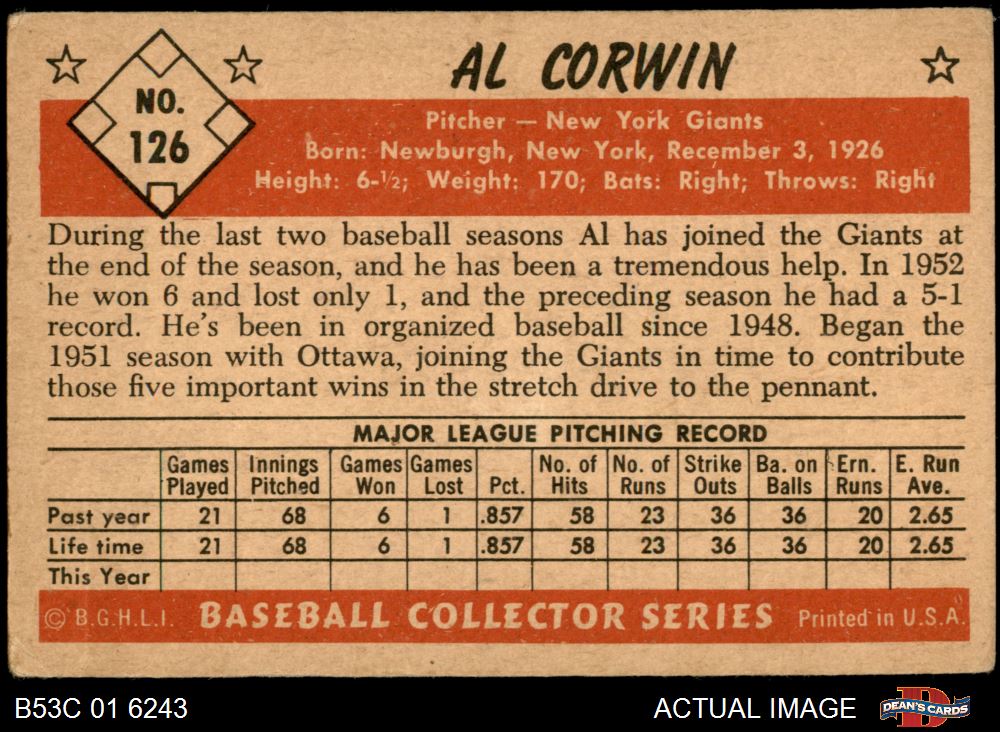 NO.
126
AL CORWIN
Pitcher — New York Giants
Born: Newburgh, New York, Recember 3, 1926
Height: 6-½; Weight: 170; Bats: Right; Throws: Right
During the last two baseball seasons Al has joined the Giants at
the end of the season, and he has been a tremendous help. In 1952
he won 6 and lost only 1, and the preceding season he had a 5-1
record. He's been in organized baseball since 1948. Began the
1951 season with Ottawa, joining the Giants in time to contribute
those five important wins in the stretch drive to the pennant.
MAJOR LEAGUE PITCHING RECORD
Games Innings Games Games No. of No. of Strike Ba. on Ern. E. Run
Played Pitched Won Lost Pct. Hits Runs Outs Balls Runs Ave.
Past year 21 68 6 1 .857 58 23 36 36 20 2.65
Life time 21 68 6 1 .857 58 23 36 36 20 2.65
This Year
© B.G.H.L.I. BASEBALL COLLECTOR SERIES Printed in U.S.A.
B53C 01 6243 ACTUAL IMAGE D DEAN'S CARDS